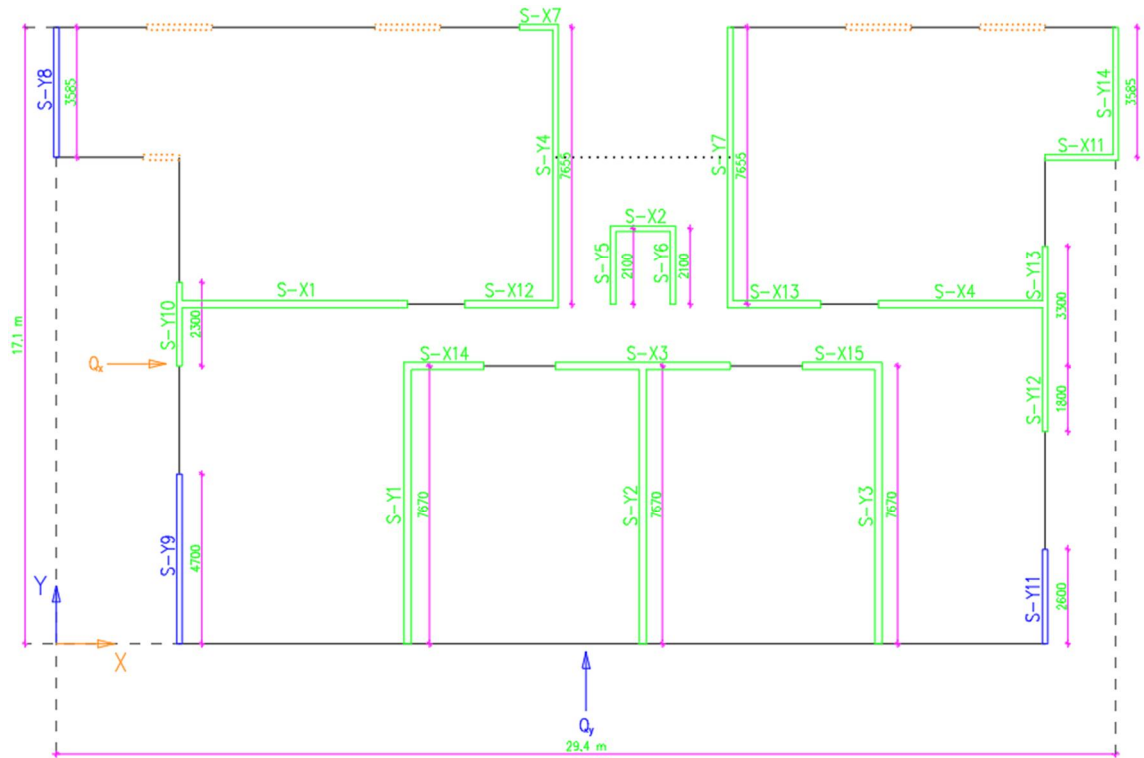 S-X7
S-Y8
3585
S-Y4
7655
S-Y7
7655
S-Y14
3585
S-X11
S-X2
S-Y5
2100
S-Y6
2100
S-X1
S-X12
S-X13
S-X4
S-Y13
3300
S-Y10
2300
17.1 m
Qx
S-X14
S-X3
S-X15
S-Y12
1800
S-Y1
7670
S-Y2
7670
S-Y3
7670
S-Y9
4700
S-Y11
2600
Y
X
Qy
29.4 m